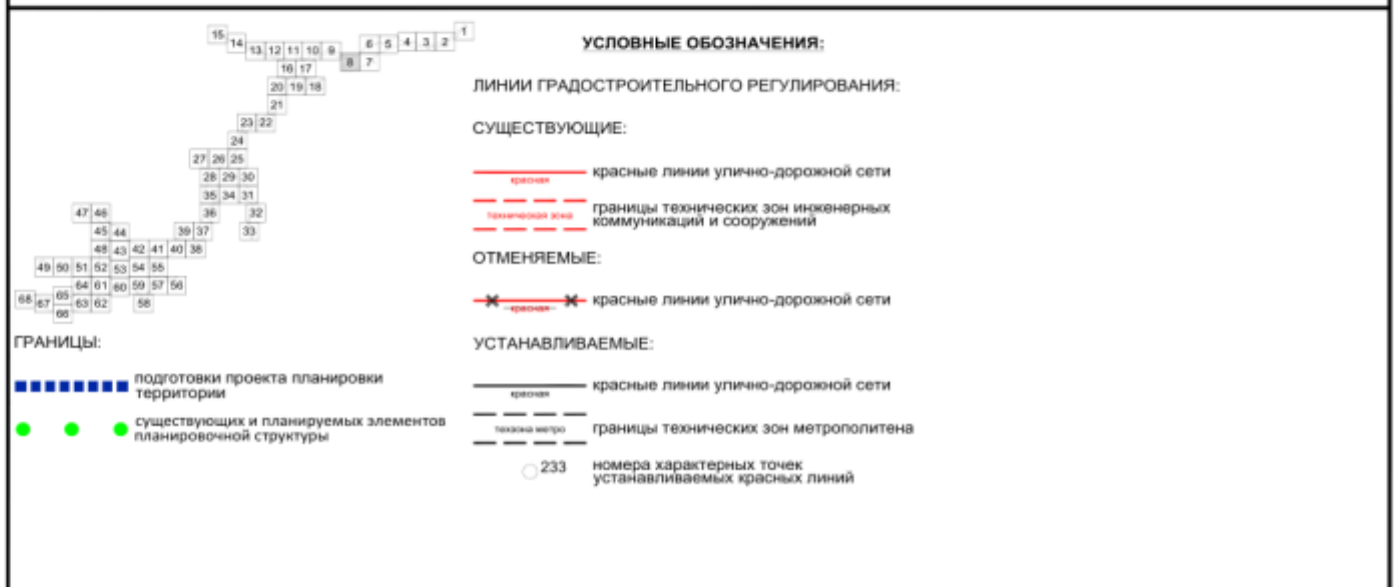 1
15
14 6 5 4 3 2
13 12 11 10 9
8 7
16 17
20 19 18
21
23 22
24
27 26 25
28 29 30
35 34 31
47 46 36 32
45 44 39 37 33
48 43 42 41 40 38
49 50 51 52 53 54 55
64 61 60 59 57 56
68 67 65 63 62 58
66
ГРАНИЦЫ:
подготовки проекта планировки
территории
существующих и планируемых элементов
планировочной структуры
УСЛОВНЫЕ ОБОЗНАЧЕНИЯ:
ЛИНИИ ГРАДОСТРОИТЕЛЬНОГО РЕГУЛИРОВАНИЯ:
СУЩЕСТВУЮЩИЕ:
красные линии улично-дорожной сети
красная
границы технических зон инженерных
техническая зона
коммуникаций и сооружений
ОТМЕНЯЕМЫЕ:
красные линии улично-дорожной сети
красная
УСТАНАВЛИВАЕМЫЕ:
красные линии улично-дорожной сети
красная
техзона метро границы технических зон метрополитена
233 номера характерных точек
устанавливаемых красных линий